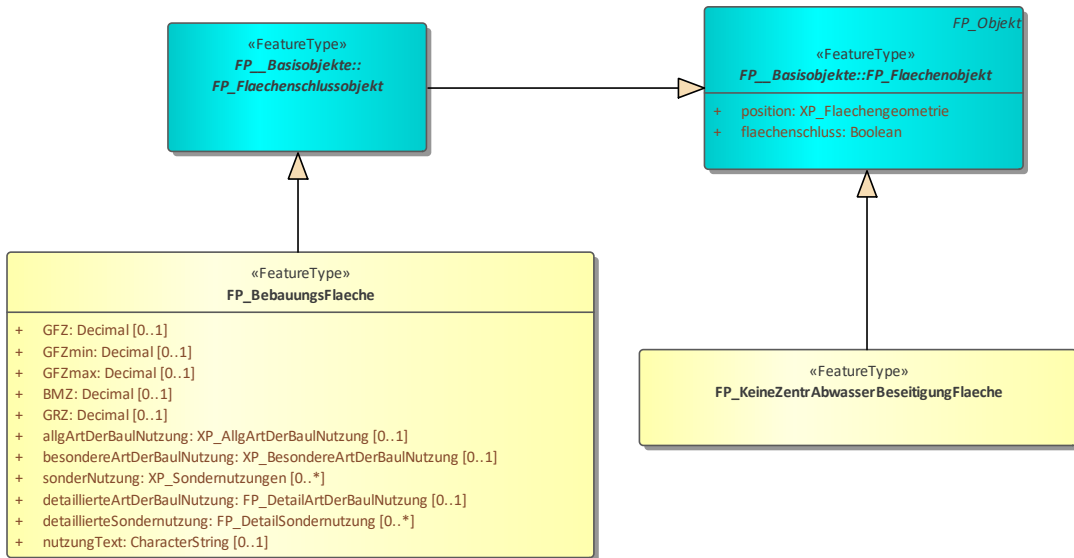 «FeatureType»
FP__Basisobjekte::
FP_Flaechenschlussobjekt
FP_Objekt
«FeatureType»
FP__Basisobjekte::FP_Flaechenobjekt
+ position: XP_Flaechengeometrie
+ flaechenschluss: Boolean
«FeatureType»
FP_BebauungsFlaeche
+ GFZ: Decimal [0..1]
+ GFZmin: Decimal [0..1]
+ GFZmax: Decimal [0..1]
+ BMZ: Decimal [0..1]
+ GRZ: Decimal [0..1]
+ allgArtDerBaulNutzung: XP_AllgArtDerBaulNutzung [0..1]
+ besondereArtDerBaulNutzung: XP_BesondereArtDerBaulNutzung [0..1]
+ sonderNutzung: XP_Sondernutzungen [0..*]
+ detaillierteArtDerBaulNutzung: FP_DetailArtDerBaulNutzung [0..1]
+ detaillierteSondernutzung: FP_DetailSondernutzung [0..*]
+ nutzungText: CharacterString [0..1]
«FeatureType»
FP_KeineZentrAbwasserBeseitigungFlaeche